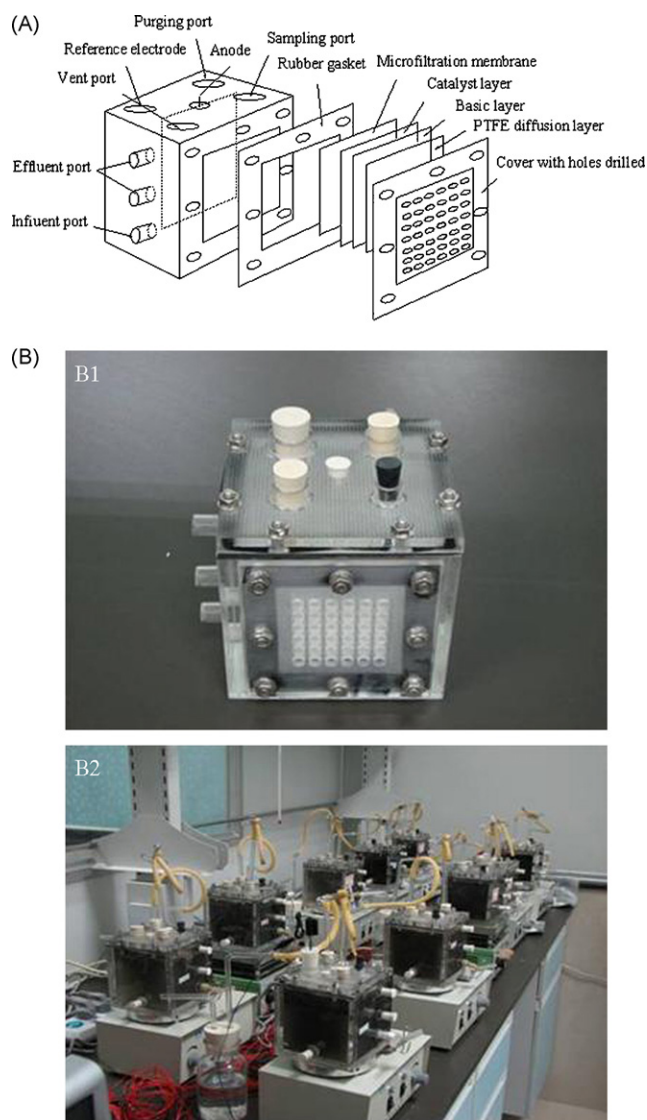 (A)
Purging port
Reference electrode
Anode
Sampling port
Vent port
Rubber gasket
Microfiltration membrane
Catalyst layer
Basic layer
PTFE diffusion layer
Effluent port
Cover with holes drilled
Influent port
(B)
B1
B2